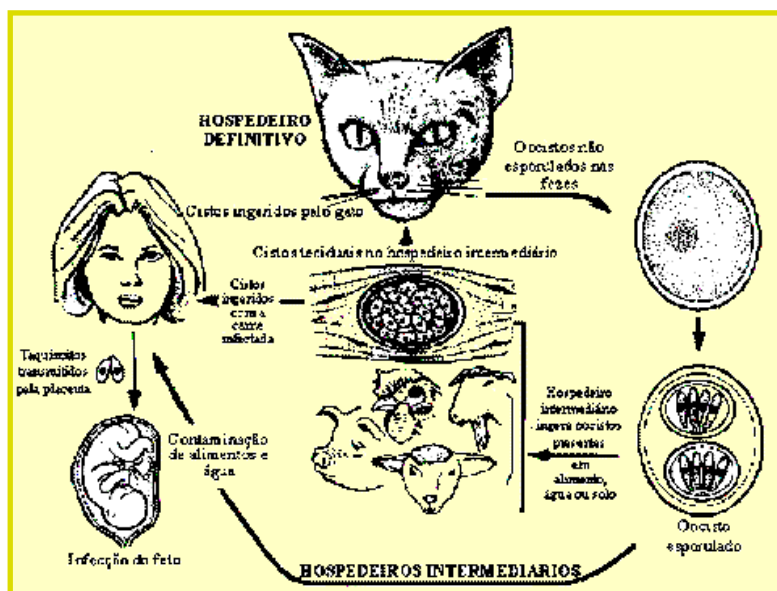 HOSPEDEIRO
DEFINITIVO
Oocistos não
esporulados nas
fezes
Cistos ingeridos pelo gato
Cistos teciduais no hospedeiro intermediário
Cistos
ingeridos
com a
carne
infectada
Taquizoítos
transmitidos
pela placenta
Hospedeiro
intermediário
ingere oocistos
presentes
em
alimento,
água ou solo
Contaminação
de alimentos e
água
Oocisto
esporulado
Infecção do feto
HOSPEDEIROS INTERMEDIÁRIOS